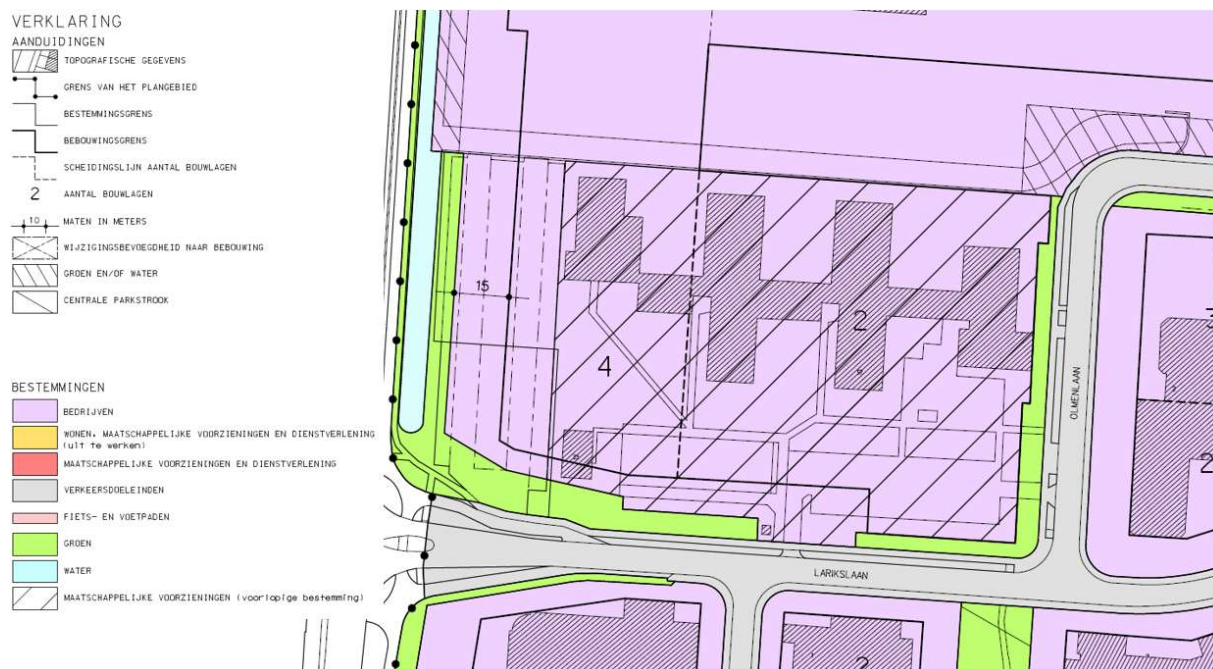 VERKLARING
AANDUIDINGEN
TOPOGRAFISCHE GEGEVENS
GRENS VAN HET PLANGEBIED
BESTEMMINGSGRENS
BEBOUWINGSGRENS
SCHEIDINGSLIJN AANTAL BOUWLAGEN
2 AANTAL BOUWLAGEN
10 MATEN IN METERS
WIJZIGINGSBEVOEGDHEID NAAR BEBOUWING
GROEN EN/OF WATER
CENTRALE PARKSTROOK
BESTEMMINGEN
BEDRIJVEN
WONEN, MAATSCHAPPELIJKE VOORZIENINGEN EN DIENSTVERLENING
(uit te werken)
MAATSCHAPPELIJKE VOORZIENINGEN EN DIENSTVERLENING
VERKEERSDOELEINDEN
FIETS- EN VOETPADEN
GROEN
WATER
MAATSCHAPPELIJKE VOORZIENINGEN (voorlopige bestemming)
15
2
3
4
OLMENLAAN
2
LARIKSLAAN
2